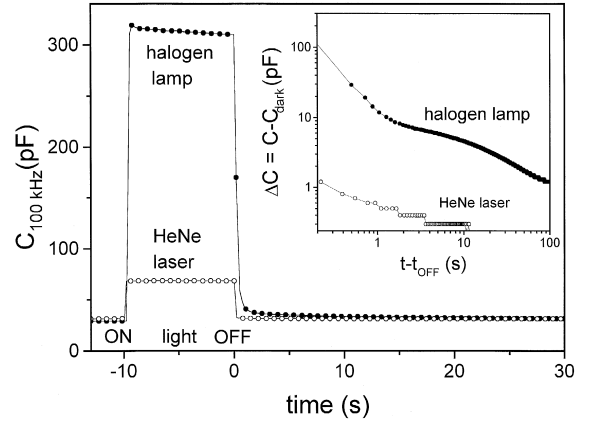 300
200
100
0
C100 kHz(pF)
halogen
lamp
HeNe
laser
ON light OFF
-10 0 10 20 30
time (s)
100
10
1
ΔC = C-Cdark(pF)
halogen lamp
HeNe laser
1 10 100
t-tOFF (s)